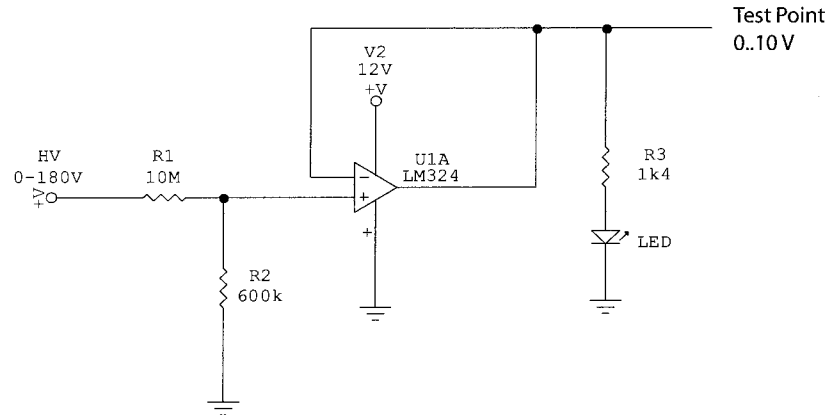 Test Point
0..10 V
V2
12V
+V
U1A
LM324
HV
0-180V
+V
R1
10M
R3
1k4
-
+
+
LED
R2
600k